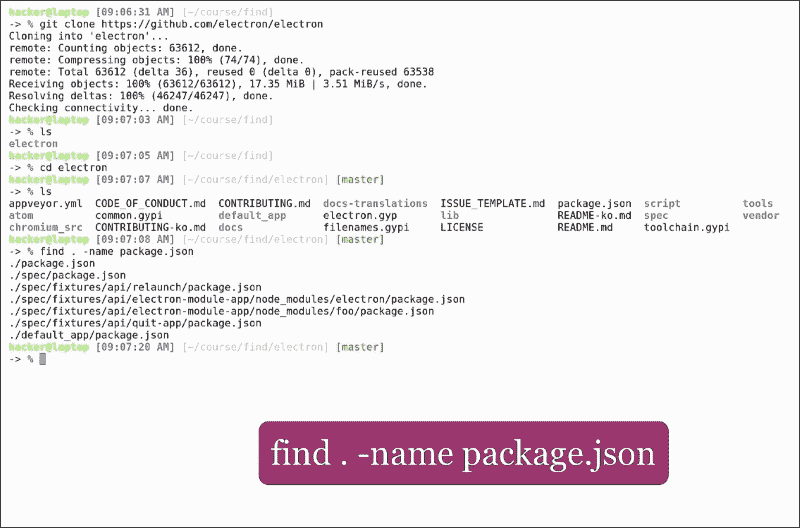 hacker@laptop [09:06:31 AM] [~/course/find]
-> % git clone https://github.com/electron/electron
Cloning into 'electron'...
remote: Counting objects: 63612, done.
remote: Compressing objects: 100% (74/74), done.
remote: Total 63612 (delta 36), reused 0 (delta 0), pack-reused 63538
Receiving objects: 100% (63612/63612), 17.35 MiB | 3.51 MiB/s, done.
Resolving deltas: 100% (46247/46247), done.
Checking connectivity... done.
hacker@laptop [09:07:03 AM] [~/course/find]
-> % ls
electron
hacker@laptop [09:07:05 AM] [~/course/find]
-> % cd electron
hacker@laptop [09:07:07 AM] [~/course/find/electron] [master]
-> % ls
appveyor.yml CODE_OF_CONDUCT.md CONTRIBUTING.md docs-translations ISSUE_TEMPLATE.md package.json script tools
atom common.gypi default_app electron.gyp lib README-ko.md spec vendor
chromium_src CONTRIBUTING-ko.md docs filenames.gypi LICENSE README.md toolchain.gypi
hacker@laptop [09:07:08 AM] [~/course/find/electron] [master]
-> % find . -name package.json
./package.json
./spec/package.json
./spec/fixtures/api/relaunch/package.json
./spec/fixtures/api/electron-module-app/node_modules/electron/package.json
./spec/fixtures/api/electron-module-app/node_modules/foo/package.json
./spec/fixtures/api/quit-app/package.json
./default_app/package.json
hacker@laptop [09:07:20 AM] [~/course/find/electron] [master]
-> %
find . -name package.json